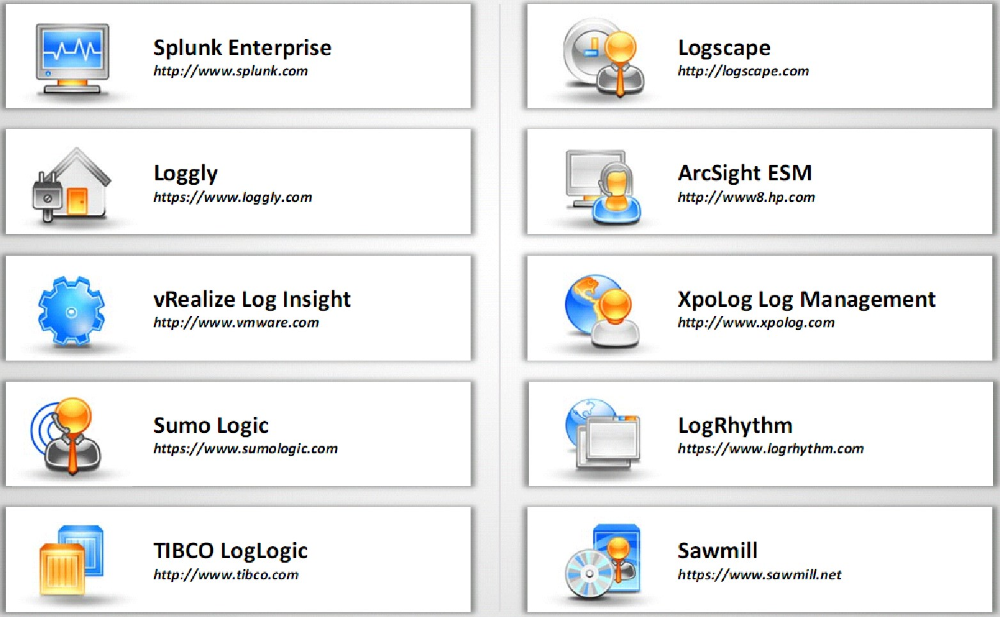 Splunk Enterprise
http://www.splunk.com
Loggly
https://www.loggly.com
vRealize Log Insight
http://www.vmware.com
Sumo Logic
https://www.sumologic.com
TIBCO LogLogic
http://www.tibco.com
Logscape
http://logscape.com
ArcSight ESM
http://www8.hp.com
XpoLog Log Management
http://www.xpolog.com
LogRhythm
https://www.logrhythm.com
Sawmill
https://www.sawmill.net